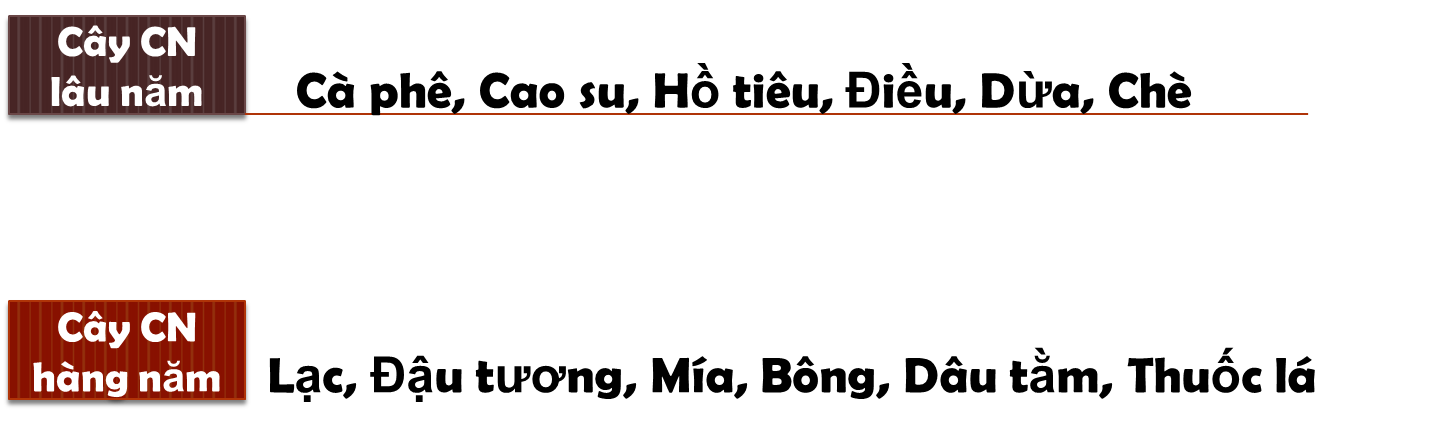 Cây CN
lâu năm
Cà phê, Cao su, Hồ tiêu, Điều, Dừa, Chè
Cây CN
hàng năm
Lạc, Đậu tương, Mía, Bông, Dâu tằm, Thuốc lá